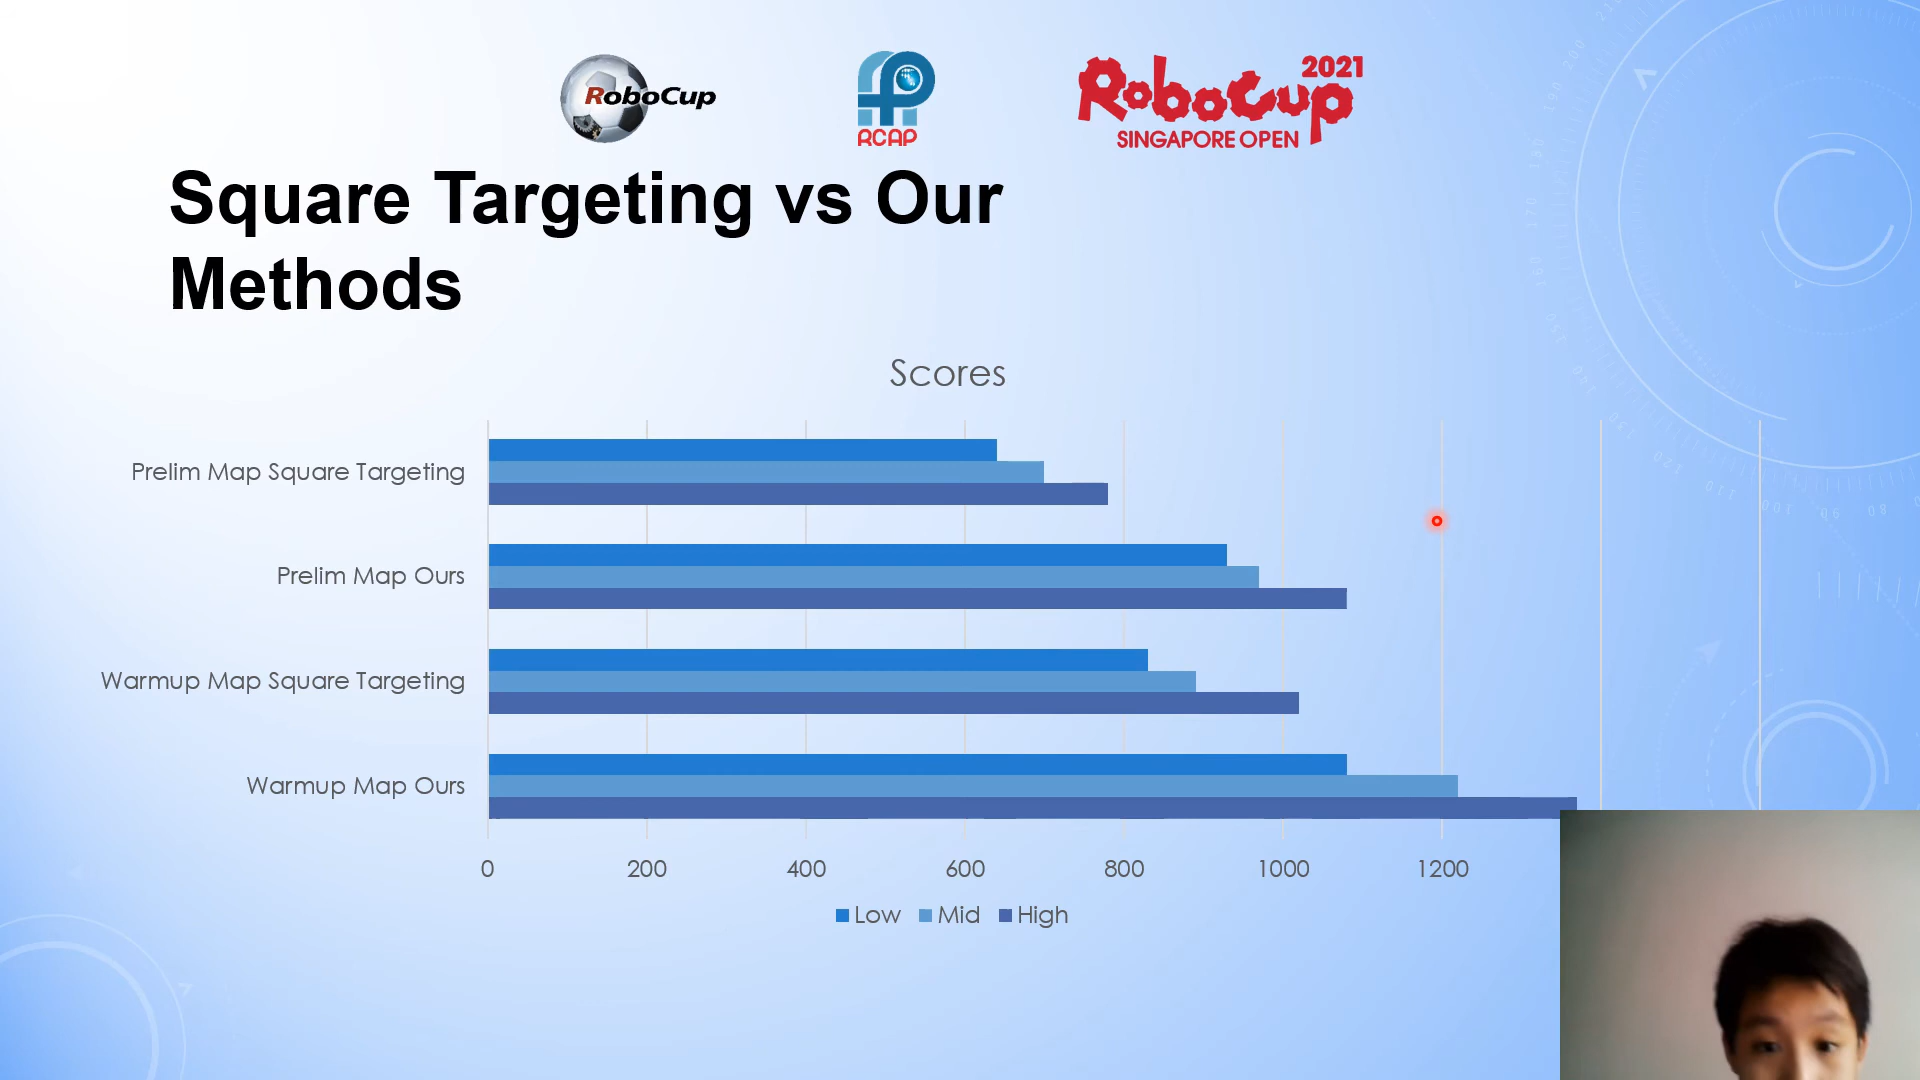 RoboCup
RCAP
RoboCup 2021
SINGAPORE OPEN
Square Targeting vs Our
Methods
Scores
Prelim Map Square Targeting
Prelim Map Ours
Warmup Map Square Targeting
Warmup Map Ours
0 200 400 600 800 1000 1200
Low Mid High